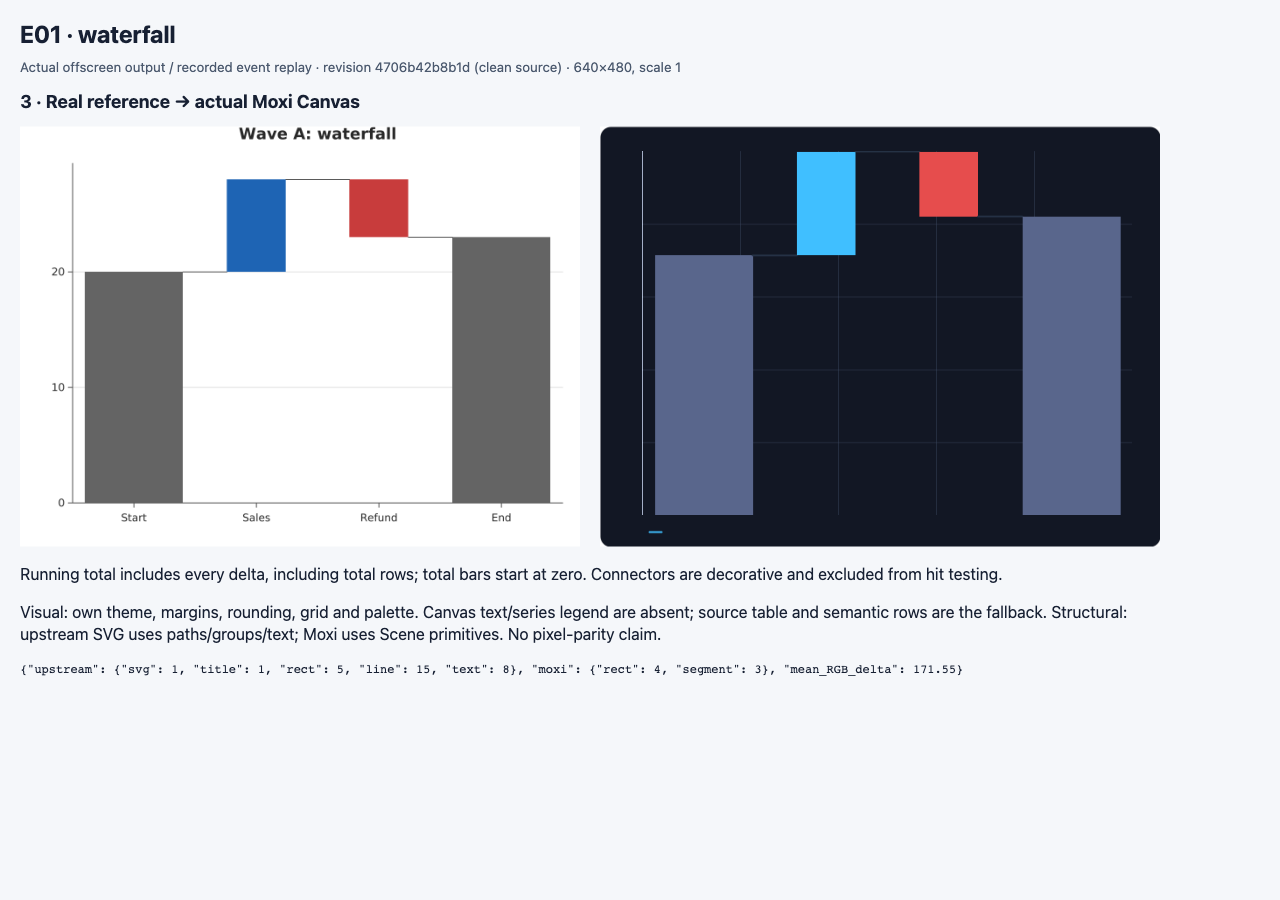 E01 · waterfall
Actual offscreen output / recorded event replay · revision 4706b42b8b1d (clean source) · 640×480, scale 1
3 · Real reference → actual Moxi Canvas
Wave A: waterfall
20
10
0
Start Sales Refund End
Running total includes every delta, including total rows; total bars start at zero. Connectors are decorative and excluded from hit testing.
Visual: own theme, margins, rounding, grid and palette. Canvas text/series legend are absent; source table and semantic rows are the fallback. Structural:
upstream SVG uses paths/groups/text; Moxi uses Scene primitives. No pixel-parity claim.
{"upstream": {"svg": 1, "title": 1, "rect": 5, "line": 15, "text": 8}, "moxi": {"rect": 4, "segment": 3}, "mean_RGB_delta": 171.55}